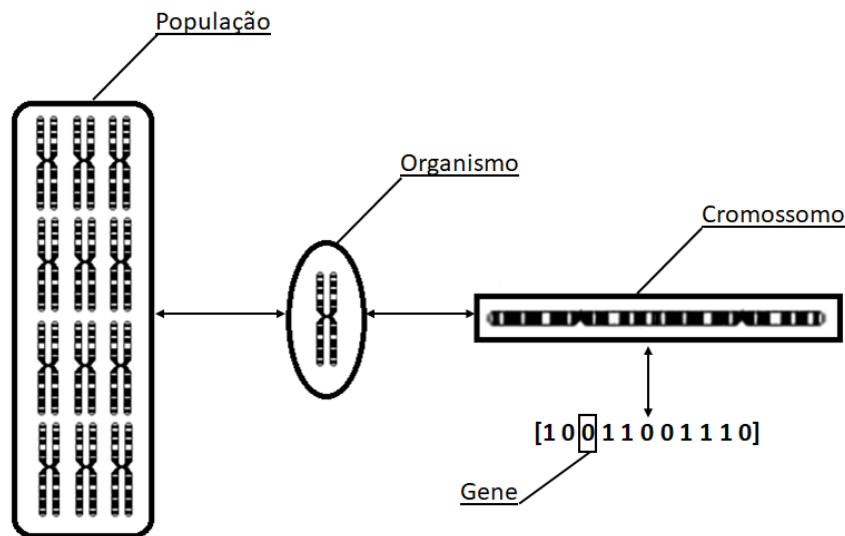 População
Organismo
Cromossomo
[1 0 0 1 1 0 0 1 1 1 0]
Gene